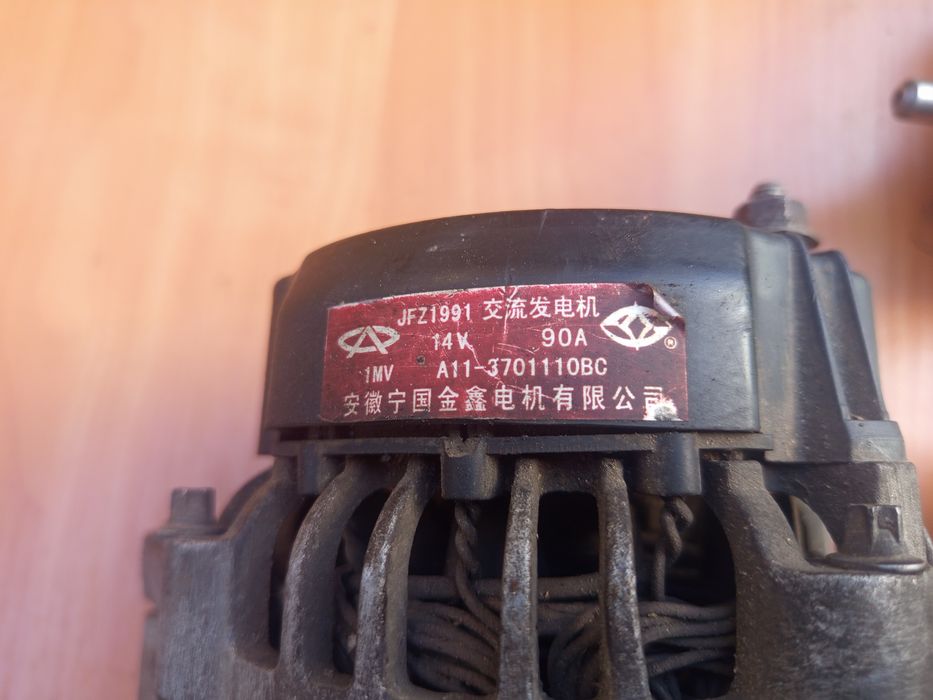 JFZ1991 交流发电机
14V 90A
1MV A11-3701110BC
安徽宁国金鑫电机有限公司
®